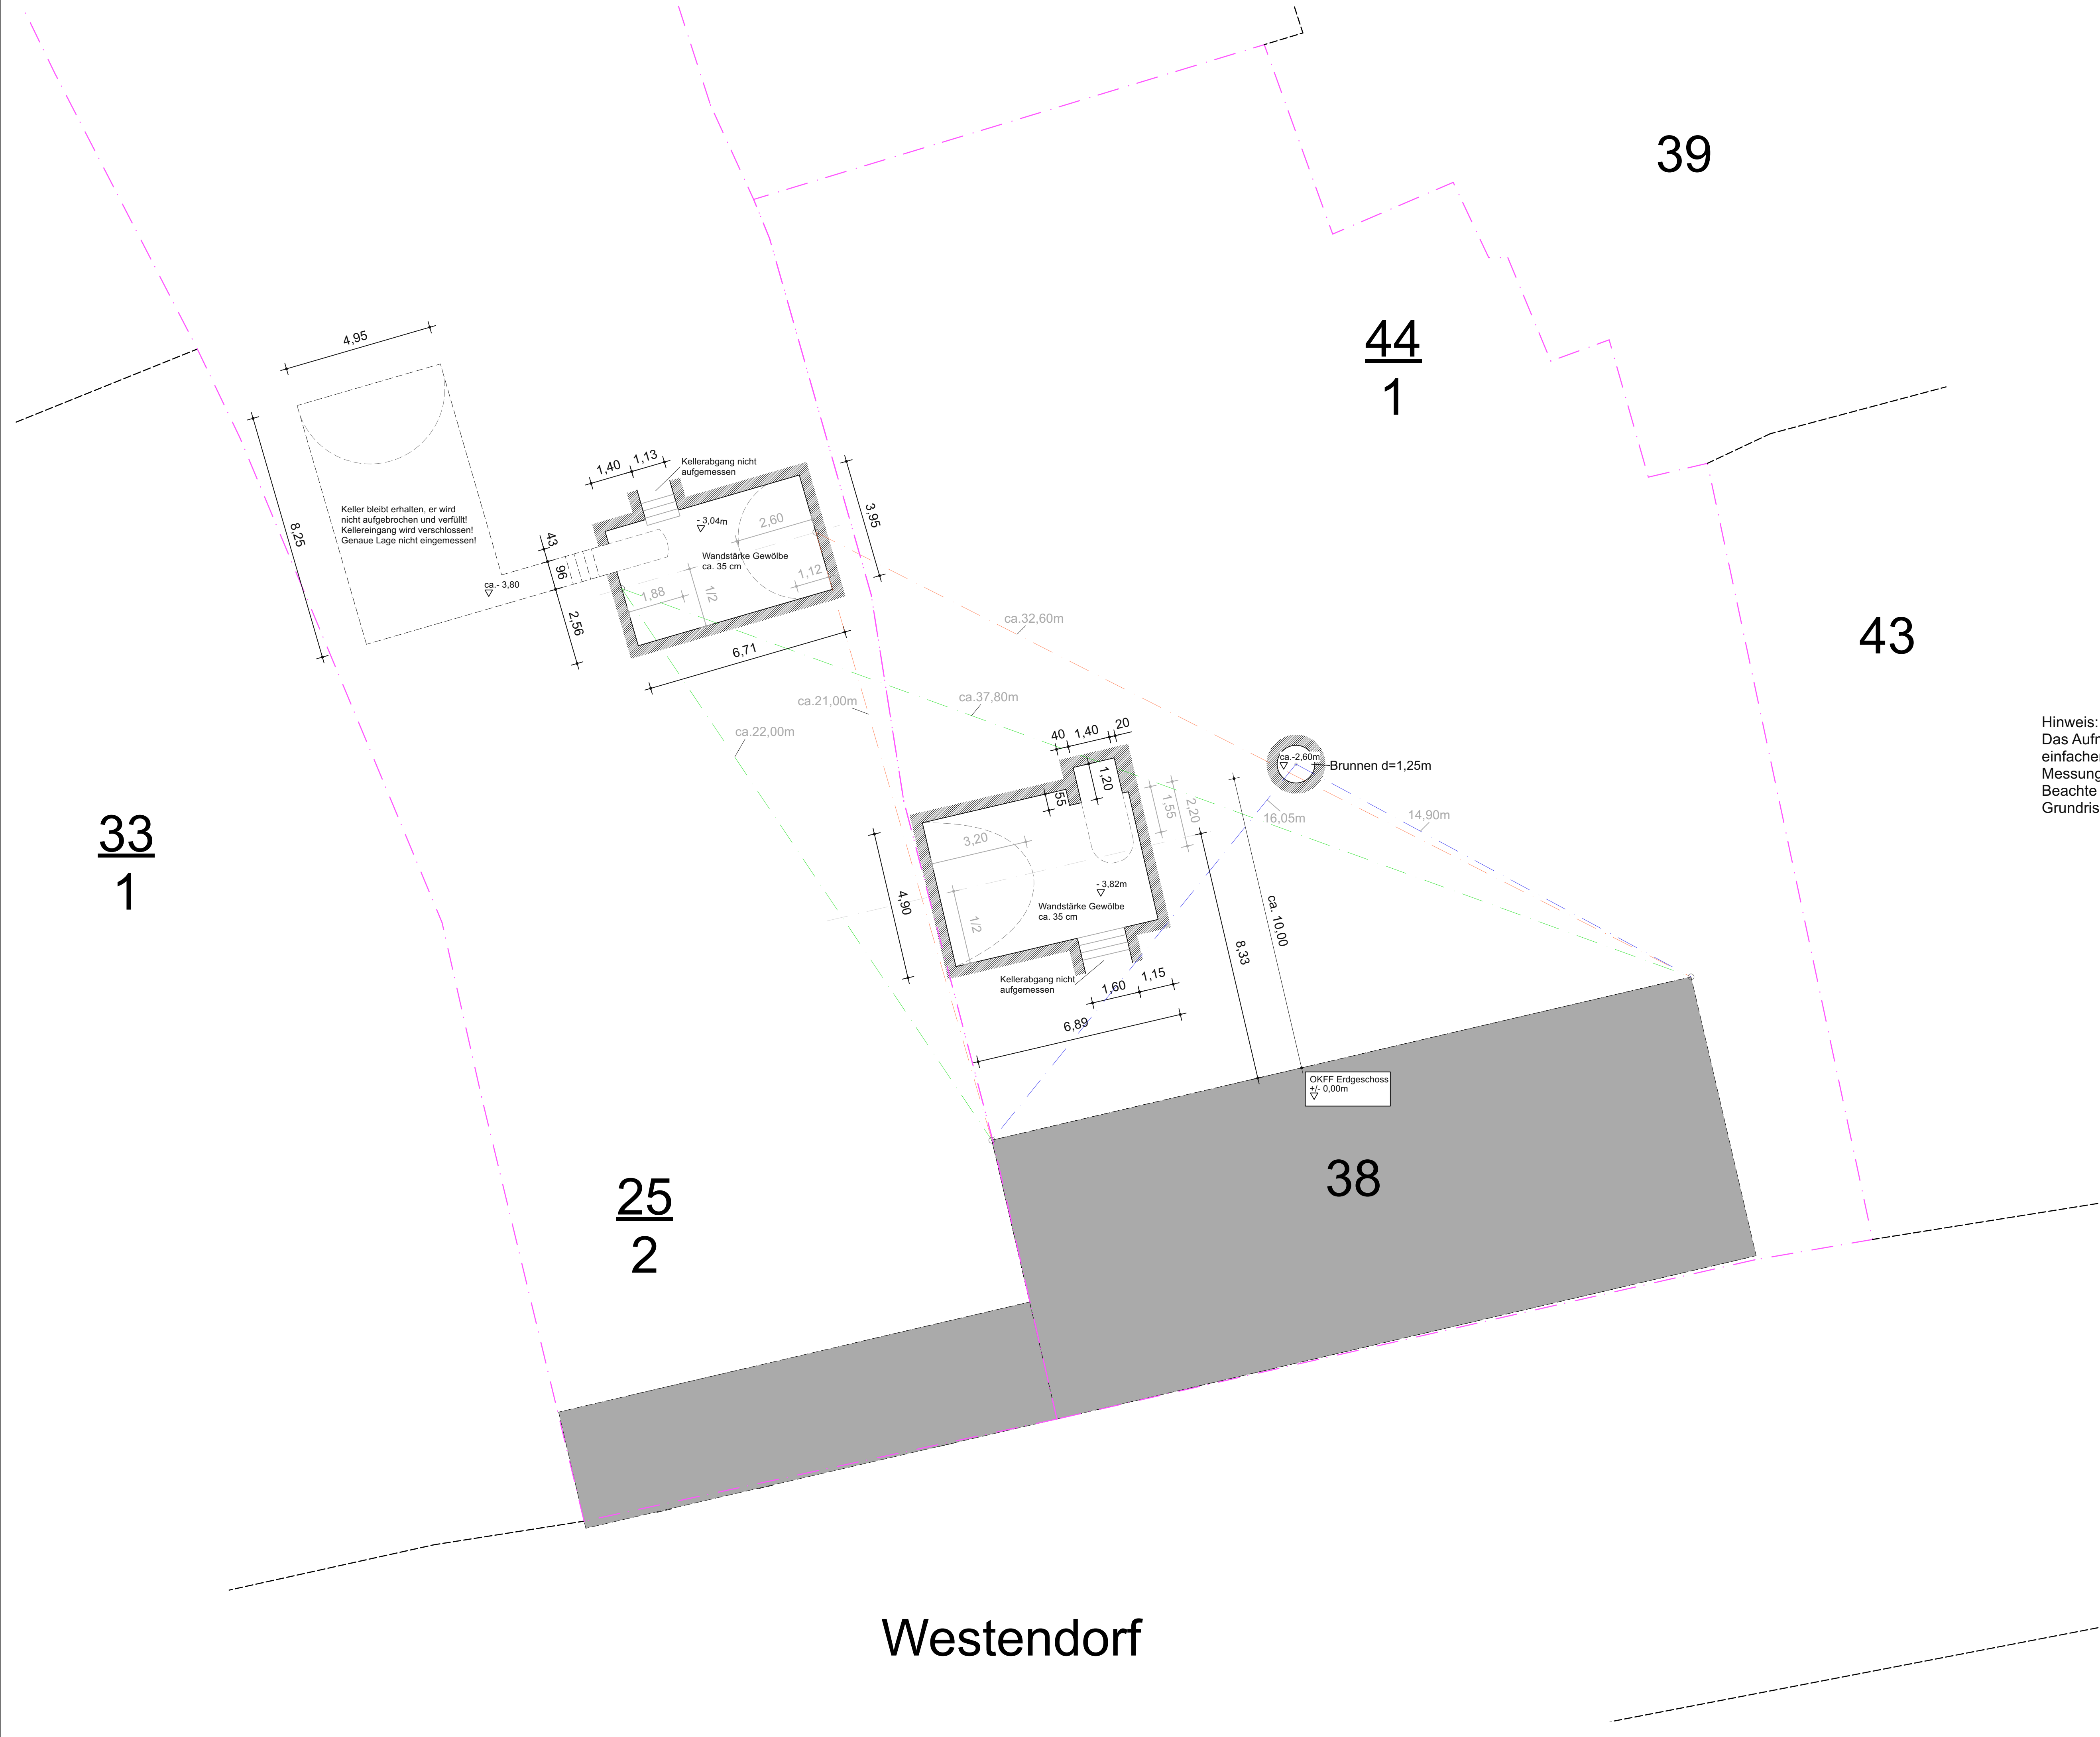 39
44
1
4,95
1,40
1,13
Kellerabgang nicht
aufgemessen
8,25
Keller bleibt erhalten, er wird
nicht aufgebrochen und verfüllt!
Kellereingang wird verschlossen!
Genaue Lage nicht eingemessen!
- 3,04m
2,60
3,95
43
96
Wandstärke Gewölbe
ca. 35 cm
1,12
ca.- 3,80
1,88
1/2
2,56
6,71
ca.32,60m
43
ca.21,00m
ca.37,80m
ca.22,00m
40
1,40
20
Hinweis:
Das Aufr
einfacher
Messung
Beachte
Grundris
ca.-2,60m
Brunnen d=1,25m
1,20
55
1,55
2,20
16,05m
14,90m
33
1
3,20
4,90
- 3,82m
Wandstärke Gewölbe
ca. 35 cm
1/2
ca. 10,00
8,33
Kellerabgang nicht
aufgemessen
1,60
1,15
6,89
OKFF Erdgeschoss
+/- 0,00m
38
25
2
Westendorf